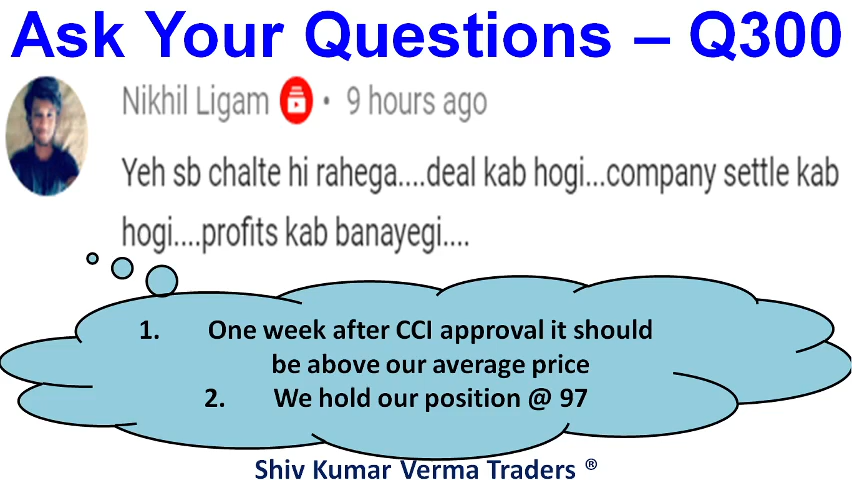 Ask Your Questions – Q300
Nikhil Ligam • 9 hours ago
Yeh sb chalte hi rahega....deal kab hogi...company settle kab
hogi....profits kab banayegi....
1. One week after CCI approval it should
be above our average price
2. We hold our position @ 97
Shiv Kumar Verma Traders ®